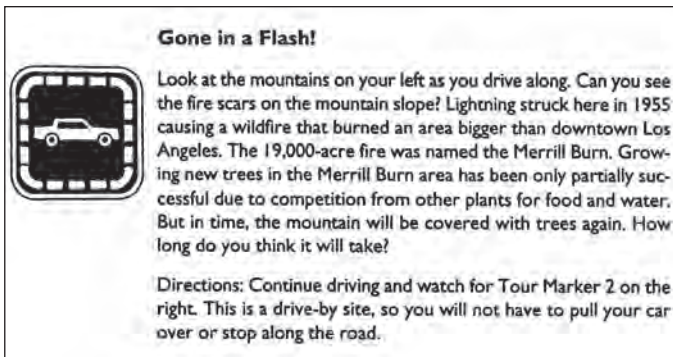 Gone in a Flash!
Look at the mountains on your left as you drive along. Can you see
the fire scars on the mountain slope? Lightning struck here in 1955
causing a wildfire that burned an area bigger than downtown Los
Angeles. The 19,000-acre fire was named the Merrill Burn. Grow-
ing new trees in the Merrill Burn area has been only partially suc-
cessful due to competition from other plants for food and water.
But in time, the mountain will be covered with trees again. How
long do you think it will take?
Directions: Continue driving and watch for Tour Marker 2 on the
right. This is a drive-by site, so you will not have to pull your car
over or stop along the road.